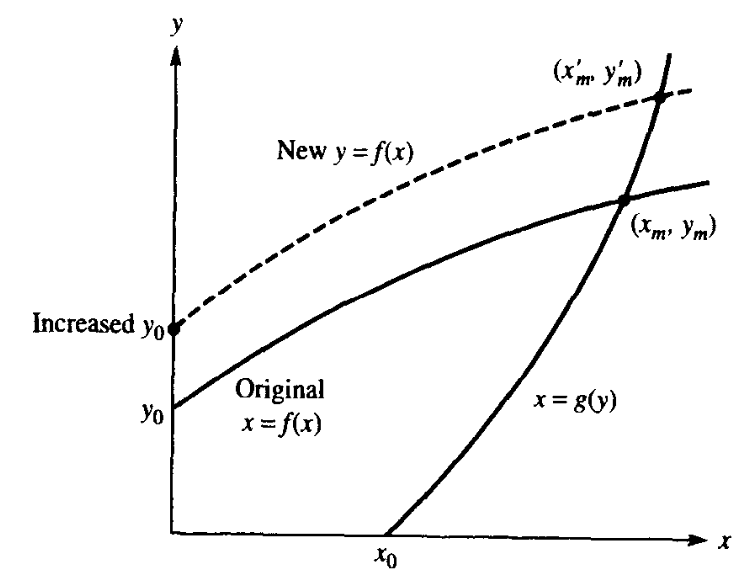 y
(x′m, y′m)
New y = f(x)
(xm, ym)
Increased y0
Original
x = f(x)
y0
x = g(y)
x0
x